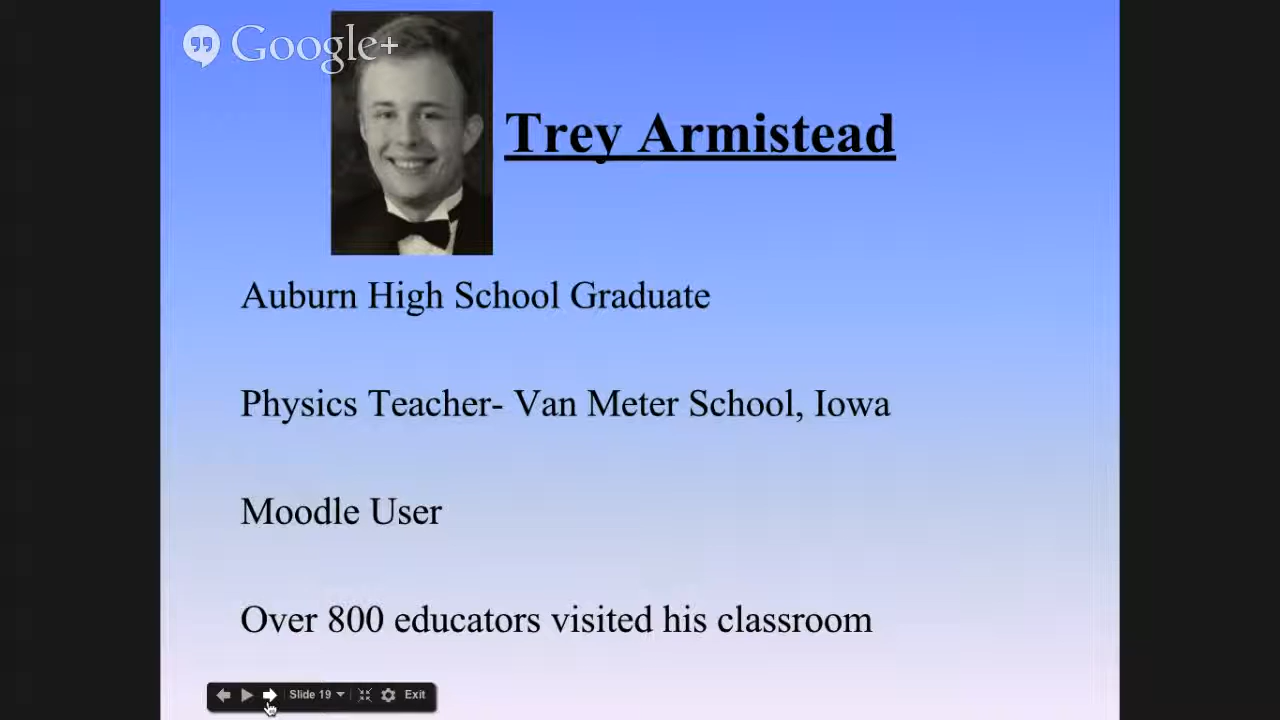 Google+
Trey Armistead
Auburn High School Graduate
Physics Teacher- Van Meter School, Iowa
Moodle User
Over 800 educators visited his classroom
Slide 19
Exit